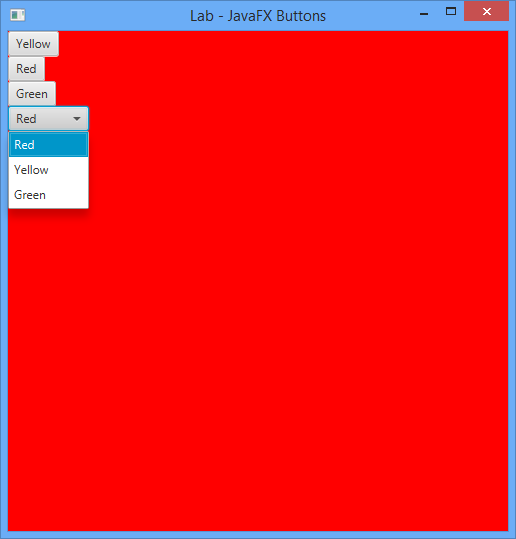 Lab - JavaFX Buttons
Yellow
Red
Green
Red
Red
Yellow
Green